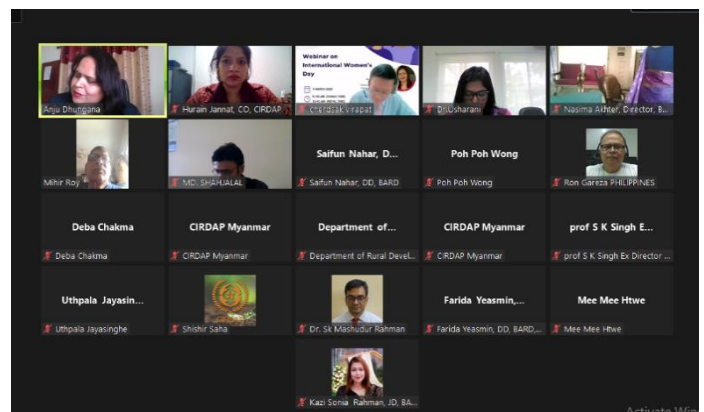 Webinar on
International Women's
Day
Anju Dhungana
Hurain Jannat, CO, CIRDAP
cherdsak virapat
Dr.Usharani
Nasima Akhter, Director, B...
Saifun Nahar, D...
Poh Poh Wong
Mihir Roy
MD. SHAHJALAL
Saifun Nahar, DD, BARD
Poh Poh Wong
Ron Gareza PHILIPPINES
Deba Chakma
CIRDAP Myanmar
Department of...
CIRDAP Myanmar
prof S K Singh E...
Deba Chakma
CIRDAP Myanmar
Department of Rural Devel...
CIRDAP Myanmar
prof S K Singh Ex Director ...
Uthpala Jayasin...
Farida Yeasmin,...
Mee Mee Htwe
Uthpala Jayasinghe
Shishir Saha
Dr. Sk Mashudur Rahman
Farida Yeasmin, DD, BARD,...
Mee Mee Htwe
Kazi Sonia Rahman, JD, BA...
Activate Win